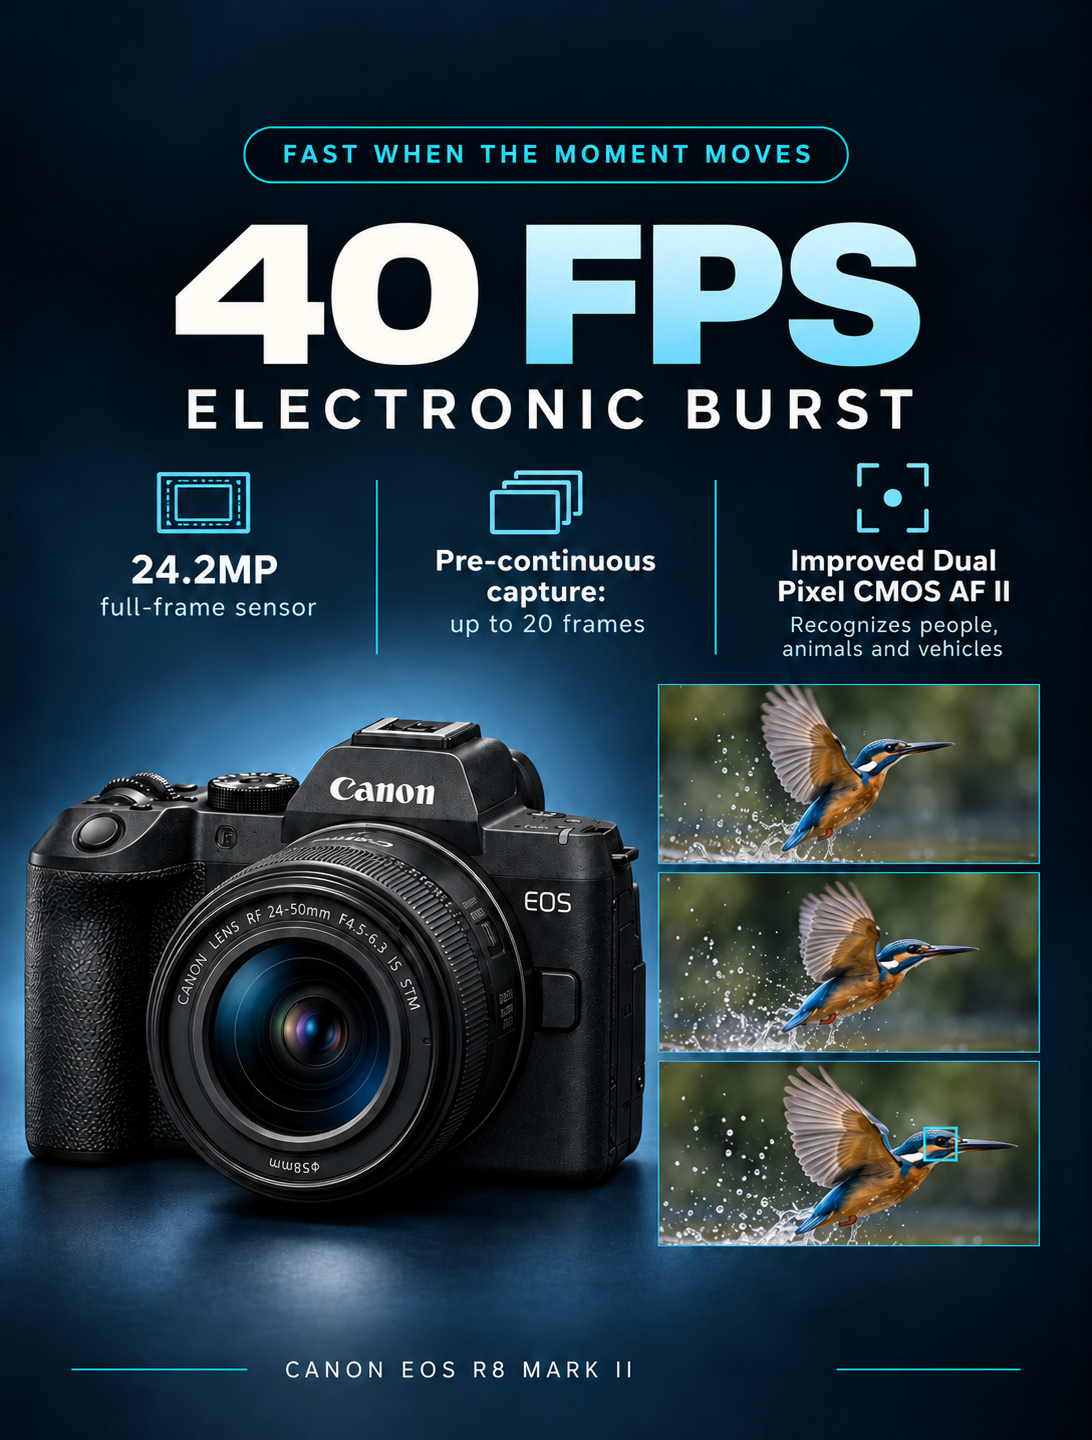 FAST WHEN THE MOMENT MOVES
40 FPS
ELECTRONIC BURST
24.2MP
full-frame sensor
Pre-continuous
capture:
up to 20 frames
Improved Dual
Pixel CMOS AF II
Recognizes people,
animals and vehicles
Canon
EOS
CANON LENS RF 24-50mm F4.5-6.3 IS STM
φ58mm
CANON EOS R8 MARK II